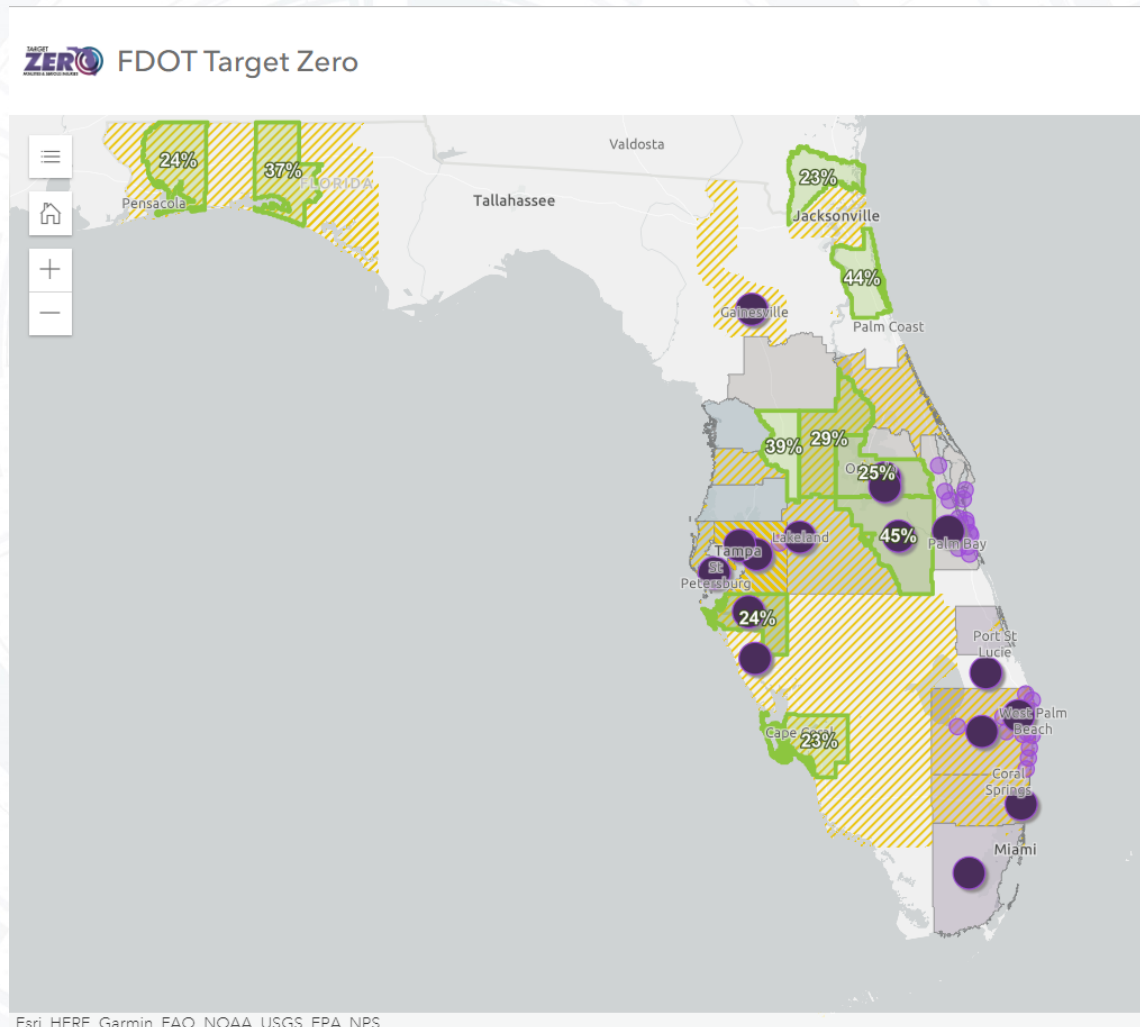 TARGET
ZERO
FDOT Target Zero
Valdosta
24%
37%
FLORIDA
Pensacola
Tallahassee
23%
Jacksonville
44%
Gainesville
Palm Coast
39%
29%
25%
Lakeland
45%
Palm Bay
Tampa
St
Petersburg
24%
Port St
Lucie
West Palm
Beach
Cape Coral
23%
Coral
Springs
Miami
Esri, HERE, Garmin, FAO, NOAA, USGS, EPA, NPS